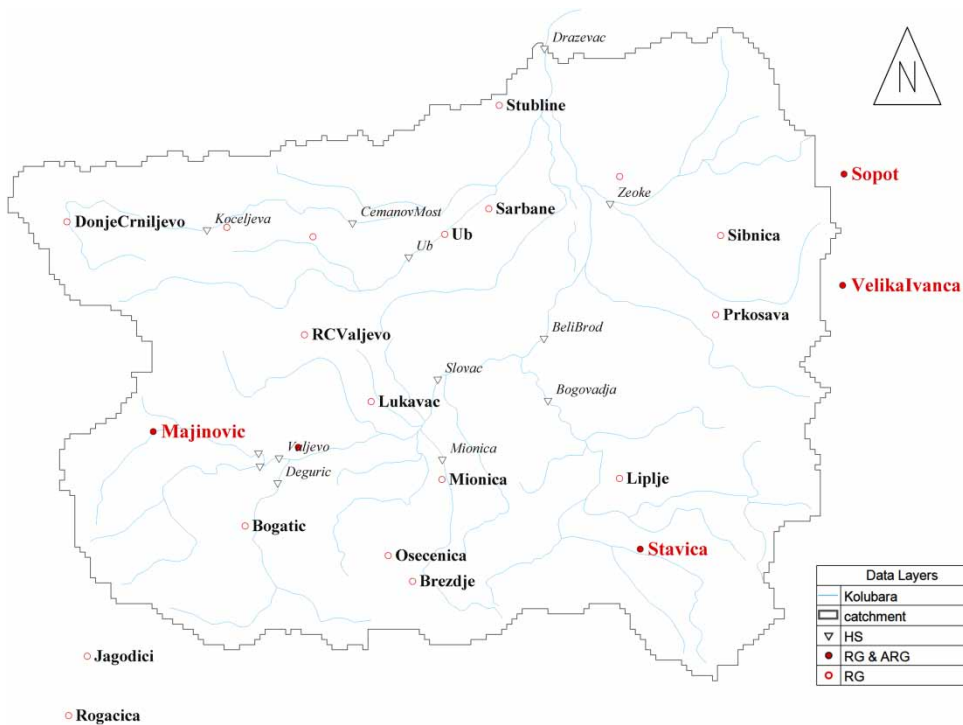 Drazevac
N
Stubline
Sopot
Zeoke
Sarbane
DonjeCrniljevo
Koceljeva
CemanovMost
Ub
Sibnica
Ub
VelikaIvanca
Prkosava
RCValjevo
BeliBrod
Slovac
Lukavac
Bogovadja
Majinovic
Valjevo
Mionica
Deguric
Mionica
Liplje
Bogatic
Stavica
Osecenica
Brezdje
Data Layers
Kolubara
catchment
HS
RG & ARG
RG
Jagodici
Rogacica